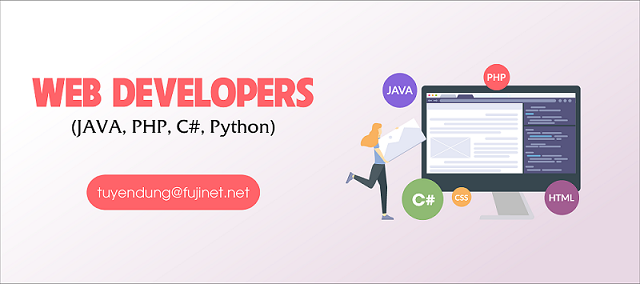 WEB DEVELOPERS
(JAVA, PHP, C#, Python)
tuyendung@fujinet.net
JAVA
PHP
C#
CSS
HTML